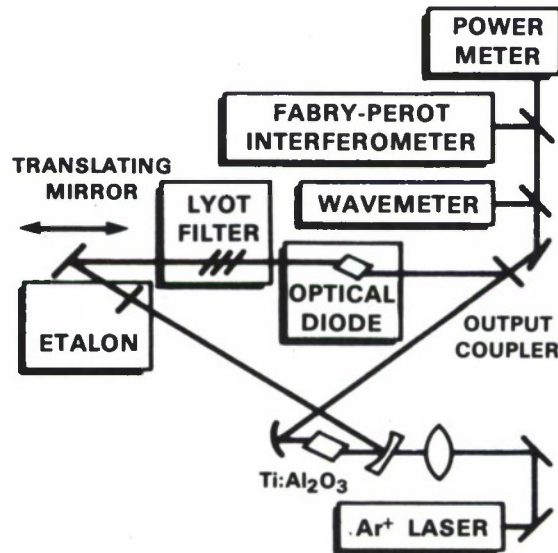 POWER
METER
FABRY-PEROT
INTERFEROMETER
TRANSLATING
MIRROR
LYOT
FILTER
WAVEMETER
OPTICAL
DIODE
ETALON
OUTPUT
COUPLER
Ti:Al₂O₃
Ar⁺ LASER